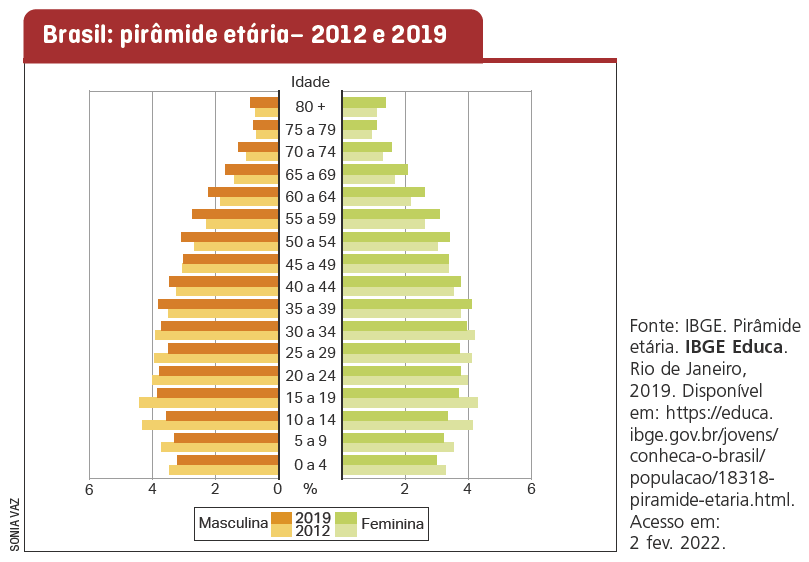 Brasil: pirâmide etária– 2012 e 2019
Idade
80 +
75 a 79
70 a 74
65 a 69
60 a 64
55 a 59
50 a 54
45 a 49
40 a 44
35 a 39
30 a 34
25 a 29
20 a 24
15 a 19
10 a 14
5 a 9
0 a 4
6 4 2 0 % 2 4 6
Masculina 2019 Feminina
2012
SONIA VAZ
Fonte: IBGE. Pirâmide
etária. IBGE Educa.
Rio de Janeiro,
2019. Disponível
em: https://educa.
ibge.gov.br/jovens/
conheca-o-brasil/
populacao/18318-
piramide-etaria.html.
Acesso em:
2 fev. 2022.